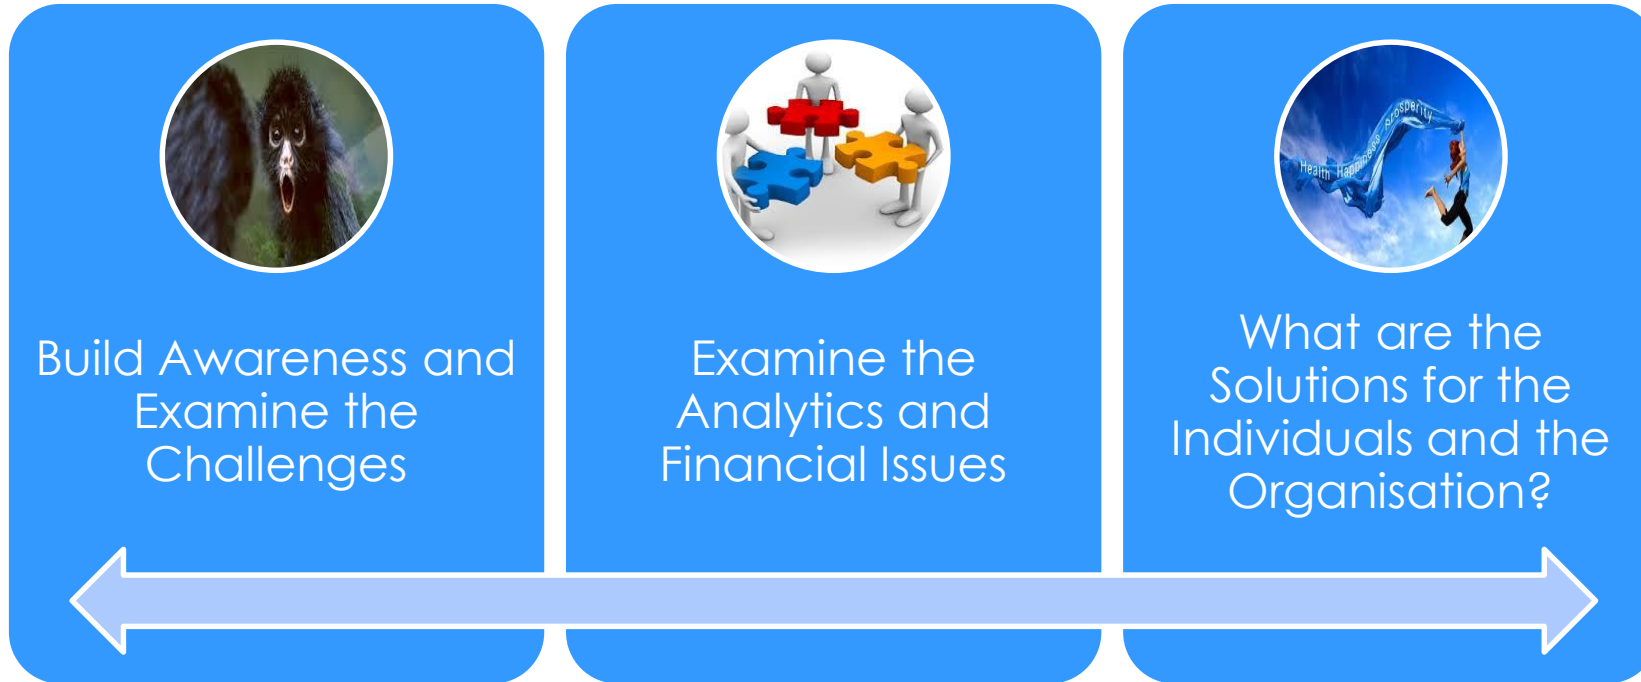 Build Awareness and
Examine the
Challenges
Examine the
Analytics and
Financial Issues
Health Happiness Prosperity
What are the
Solutions for the
Individuals and the
Organisation?